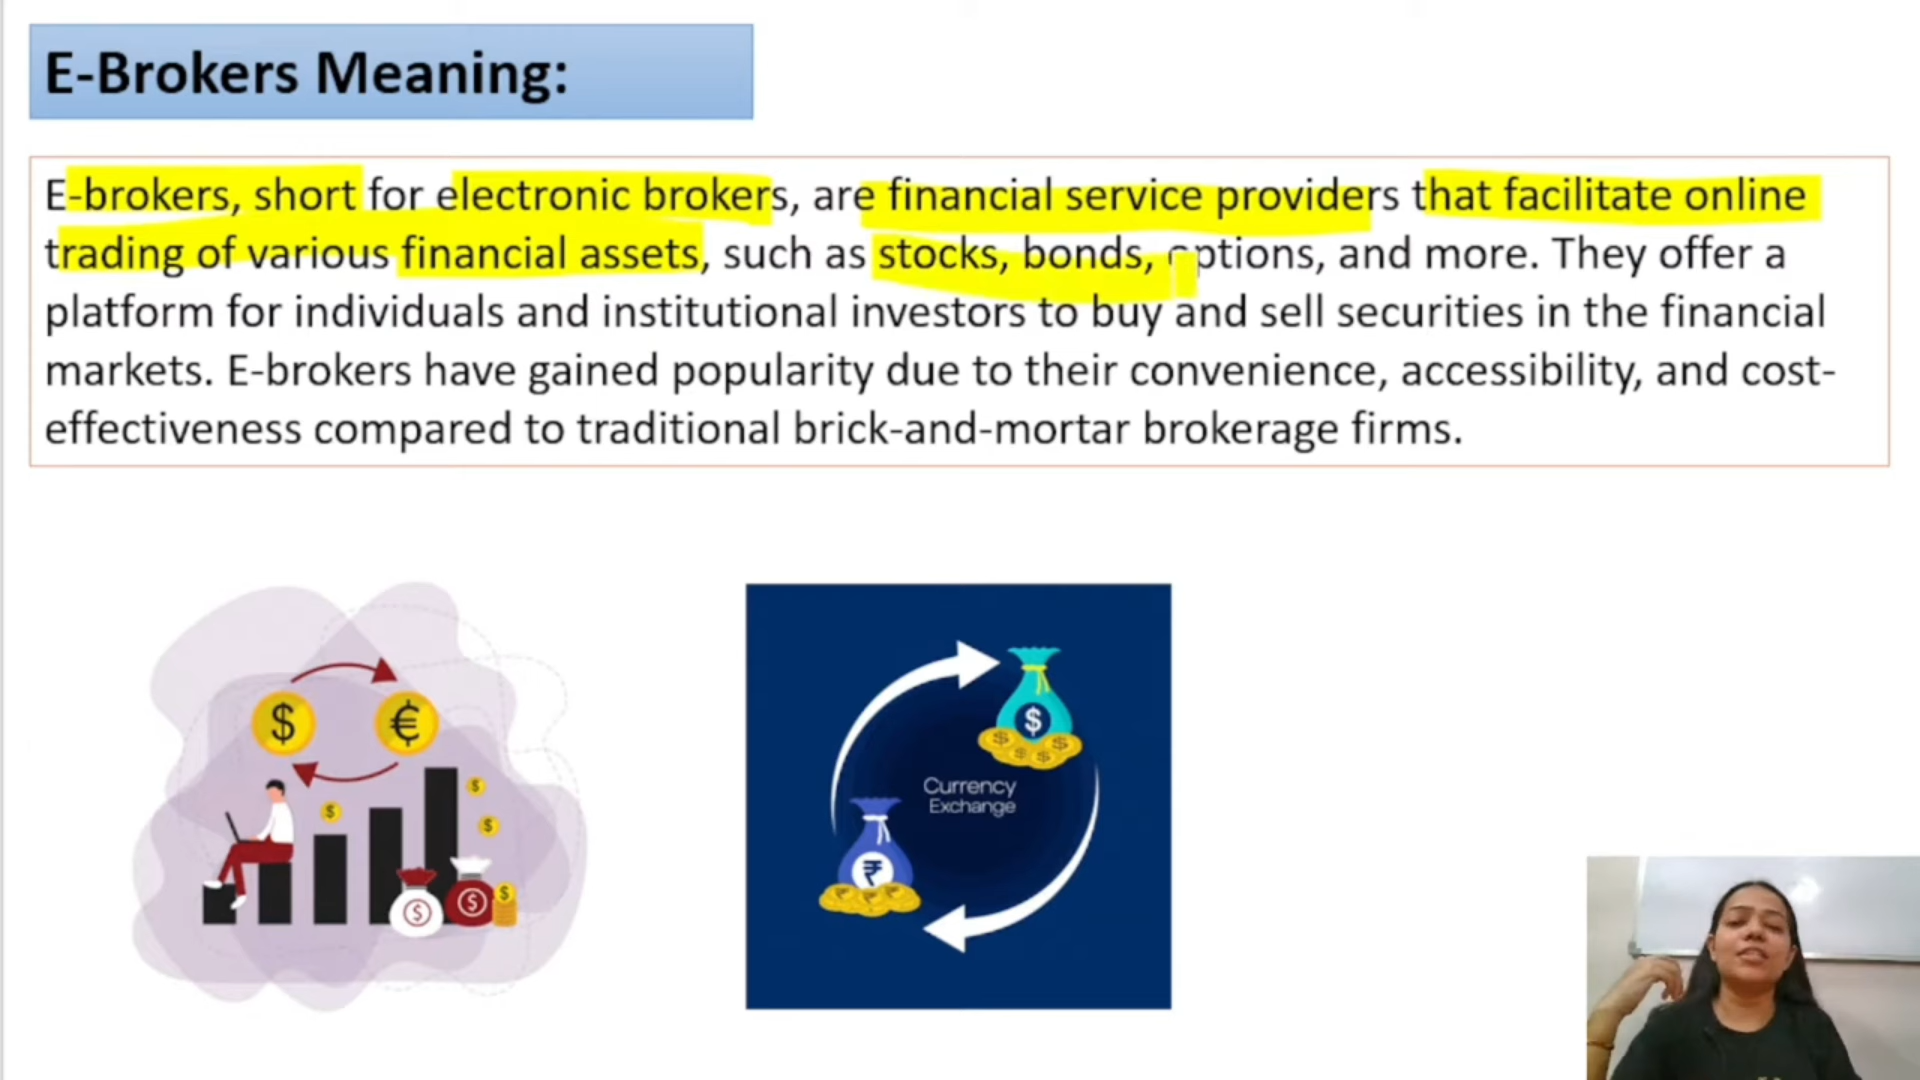 E-Brokers Meaning:
E-brokers, short for electronic brokers, are financial service providers that facilitate online
trading of various financial assets, such as stocks, bonds, options, and more. They offer a
platform for individuals and institutional investors to buy and sell securities in the financial
markets. E-brokers have gained popularity due to their convenience, accessibility, and cost-
effectiveness compared to traditional brick-and-mortar brokerage firms.
$ €
$
$
$
$
$
$
$
$ $ $ $
Currency
Exchange
₹